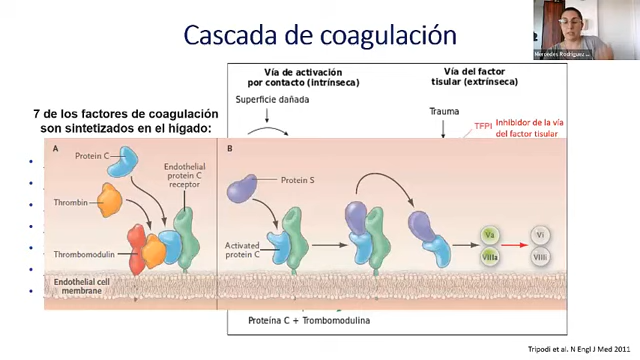 Cascada de coagulación
Mercedes Rodriguez ...
Vía de activación
por contacto (intrínseca)
Superficie dañada
Vía del factor
tisular (extrínseca)
Trauma
TFPI
Inhibidor de la vía
del factor tisular
7 de los factores de coagulación
son sintetizados en el hígado:
A
Protein C
Endothelial
protein C
receptor
Thrombin
Thrombomodulin
Endothelial cell
membrane
B
Protein S
Activated
protein C
Va
VIIIa
Vi
VIIIi
Proteína C + Trombomodulina
Tripodi et al. N Engl J Med 2011